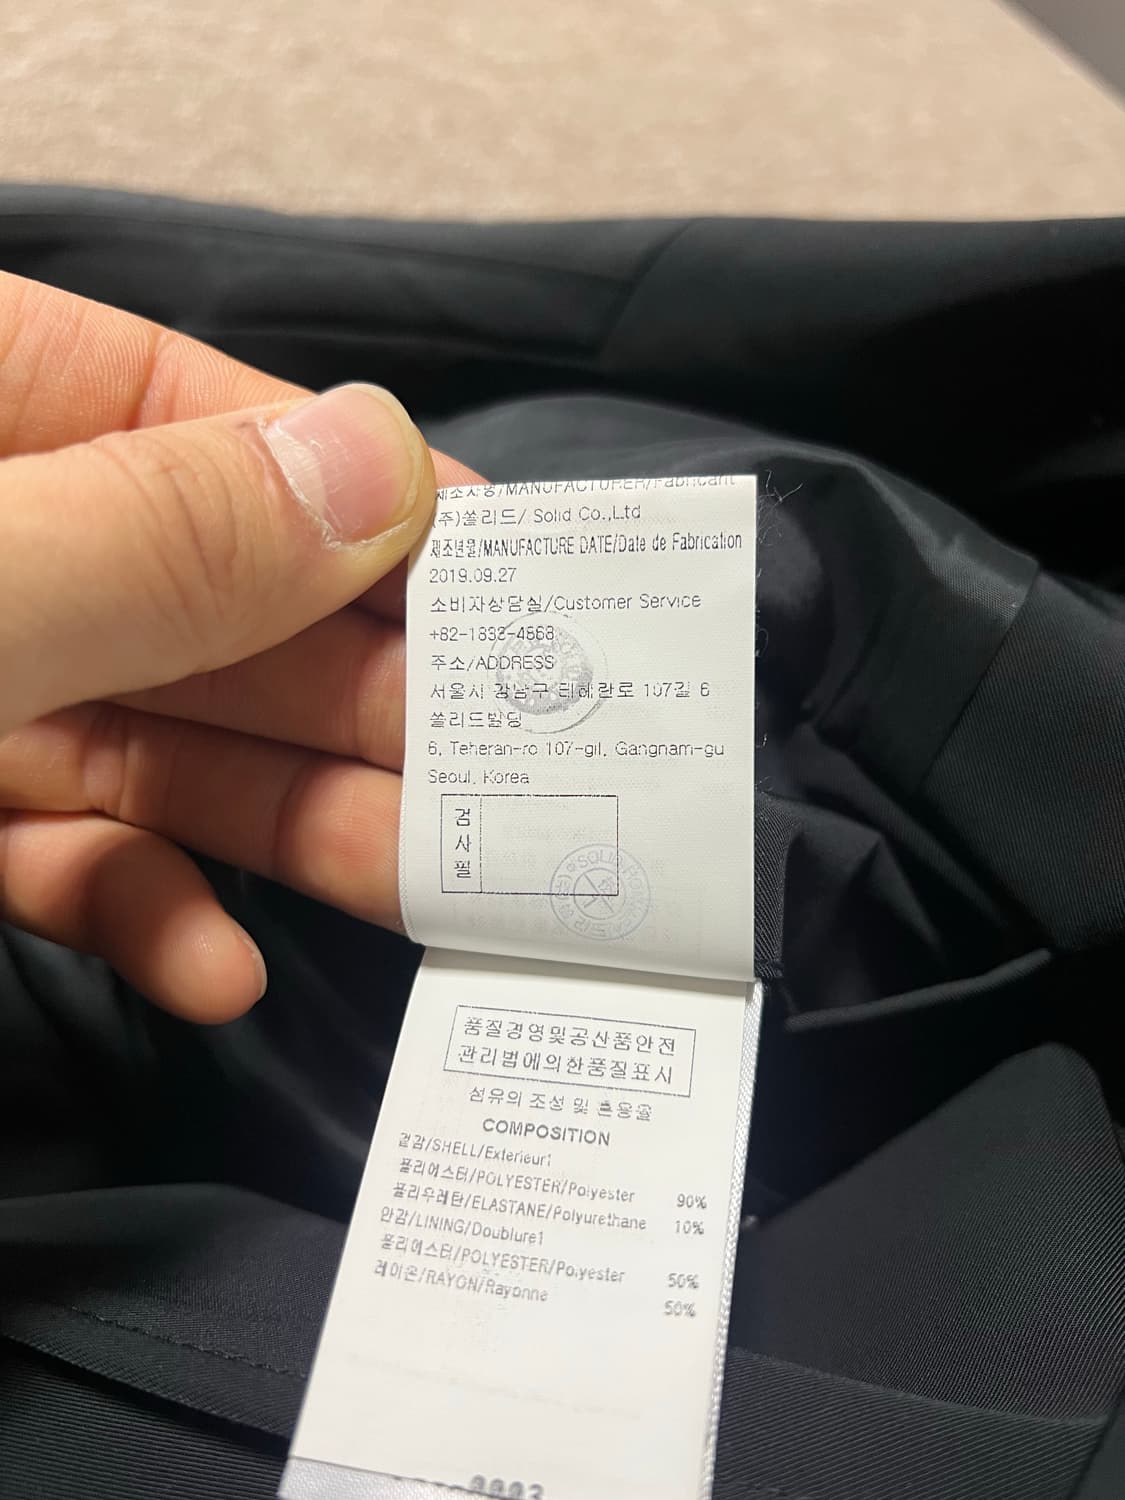 제조자명/MANUFACTURER/Fabricant
(주)쏠리드/ Solid Co.,Ltd
제조년월/MANUFACTURE DATE/Date de Fabrication
2019.09.27
소비자상담실/Customer Service
+82-1833-4668
주소/ADDRESS
서울시 강남구 테헤란로 107길 6
쏠리드빌딩
6, Teheran-ro 107-gil, Gangnam-gu
Seoul, Korea
검사필
품질경영및공산품안전
관리법에의한품질표시
섬유의 조성 및 혼용율
COMPOSITION
겉감/SHELL/Exterieur1
폴리에스터/POLYESTER/Polyester 90%
폴리우레탄/ELASTANE/Polyurethane 10%
안감/LINING/Doublure1
폴리에스터/POLYESTER/Polyester 50%
레이온/RAYON/Rayonne 50%